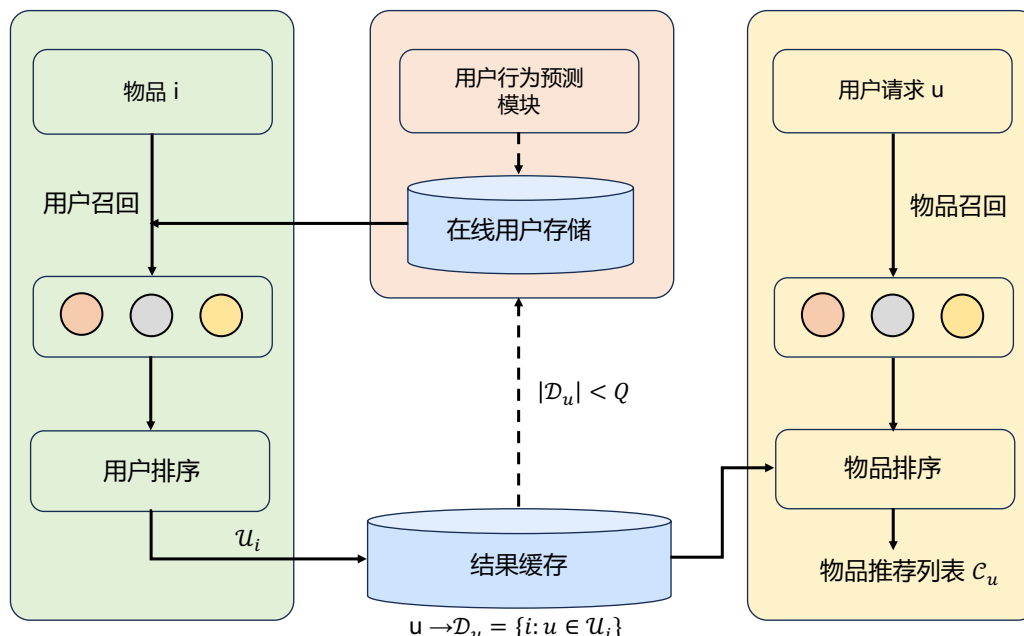 物品 i
用户召回
用户排序
𝒰ᵢ
用户行为预测
模块
在线用户存储
|𝒟ᵤ| < Q
结果缓存
u →𝒟ᵤ = {i: u ∈ 𝒰ᵢ}
用户请求 u
物品召回
物品排序
物品推荐列表 𝒞ᵤ